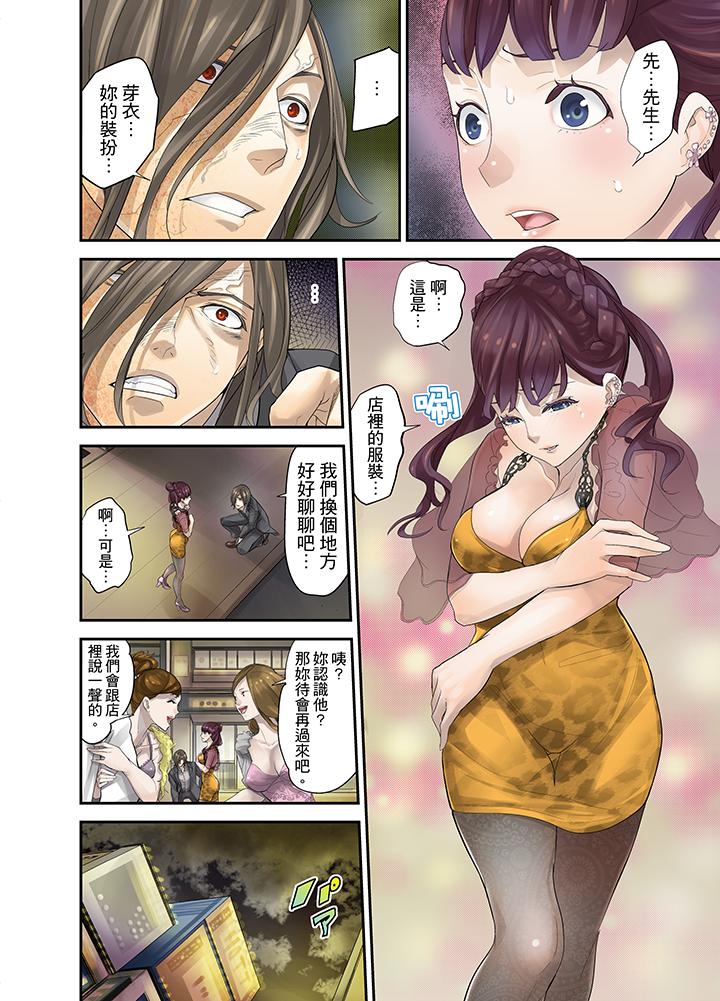 先…先生…
…
芽衣…
妳的裝扮…
啊…
這是…
唰
店裡的服裝…
…
我們換個地方
好好聊聊吧…
啊…可是…
咦？
妳認識他？
那妳待會再過來吧。
我們會跟店
裡說一聲的。
パァ